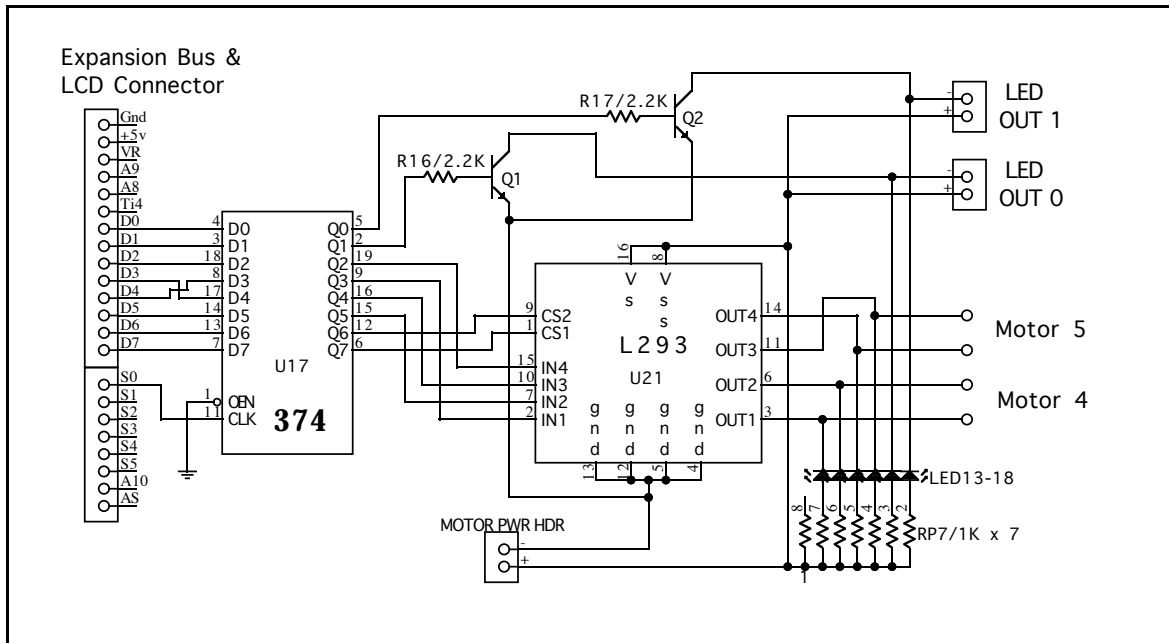 Expansion Bus &
LCD Connector
Gnd
+5v
VR
A9
A8
Ti4
D0
D1
D2
D3
D4
D5
D6
D7
S0
S1
S2
S3
S4
S5
A10
AS
4 D0 Q0 5
3 D1 Q1 2
18 D2 Q2 19
8 D3 Q3 9
17 D4 Q4 16
14 D5 Q5 15
13 D6 Q6 12
7 D7 Q7 6
U17
1 OEN
11 CLK
374
R17/2.2K
Q2
R16/2.2K
Q1
- LED
+ OUT 1
- LED
+ OUT 0
16 8
Vs Vss
9 CS2
1 CS1
15 IN4
10 IN3
7 IN2
2 IN1
L293
U21
OUT4 14
OUT3 11
OUT2 6
OUT1 3
gnd gnd gnd gnd
13 12 5 4
Motor 5
Motor 4
LED13-18
8 7 6 5 4 3 2
RP7/1K x 7
1
MOTOR PWR HDR
-
+